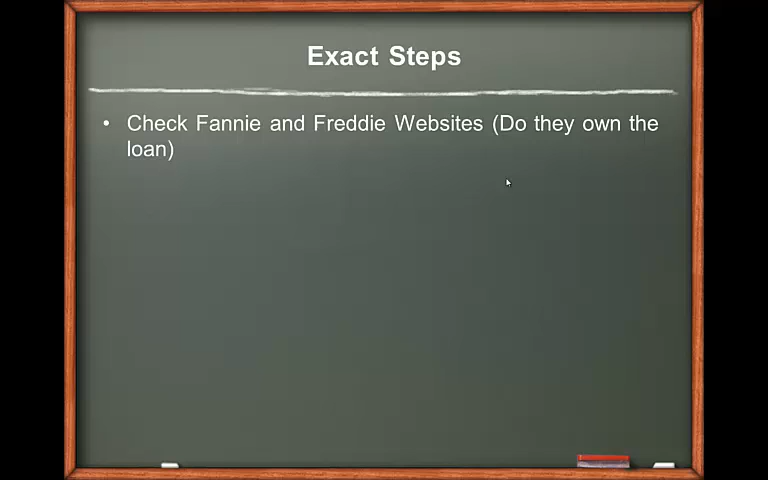 Exact Steps
• Check Fannie and Freddie Websites (Do they own the
loan)